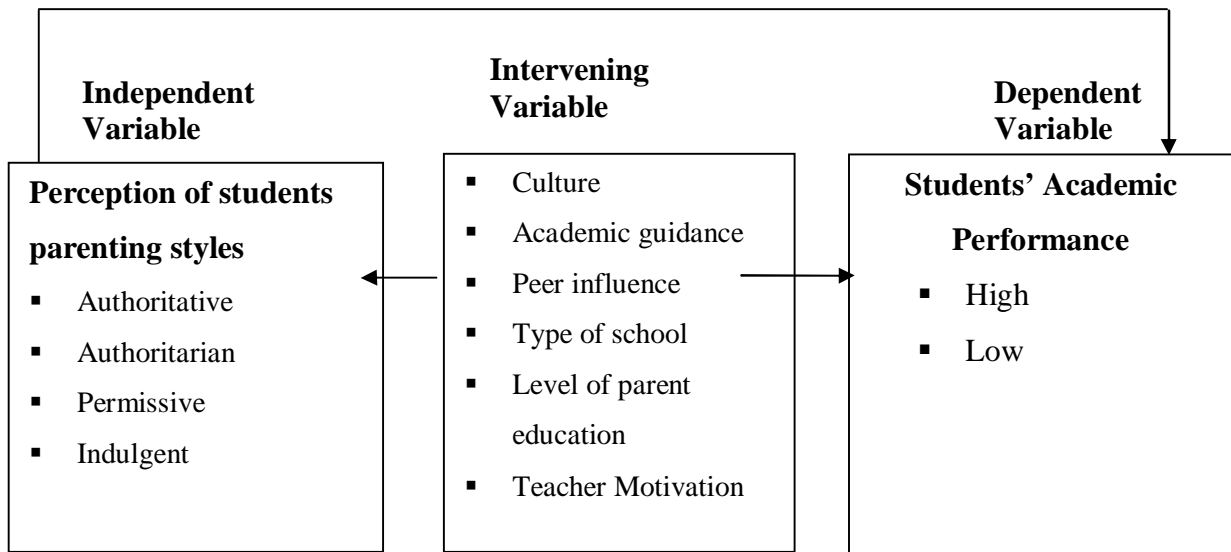 Independent
Variable
Intervening
Variable
Dependent
Variable
Perception of students
parenting styles
▪ Authoritative
▪ Authoritarian
▪ Permissive
▪ Indulgent
▪ Culture
▪ Academic guidance
▪ Peer influence
▪ Type of school
▪ Level of parent
education
▪ Teacher Motivation
Students’ Academic
Performance
▪ High
▪ Low